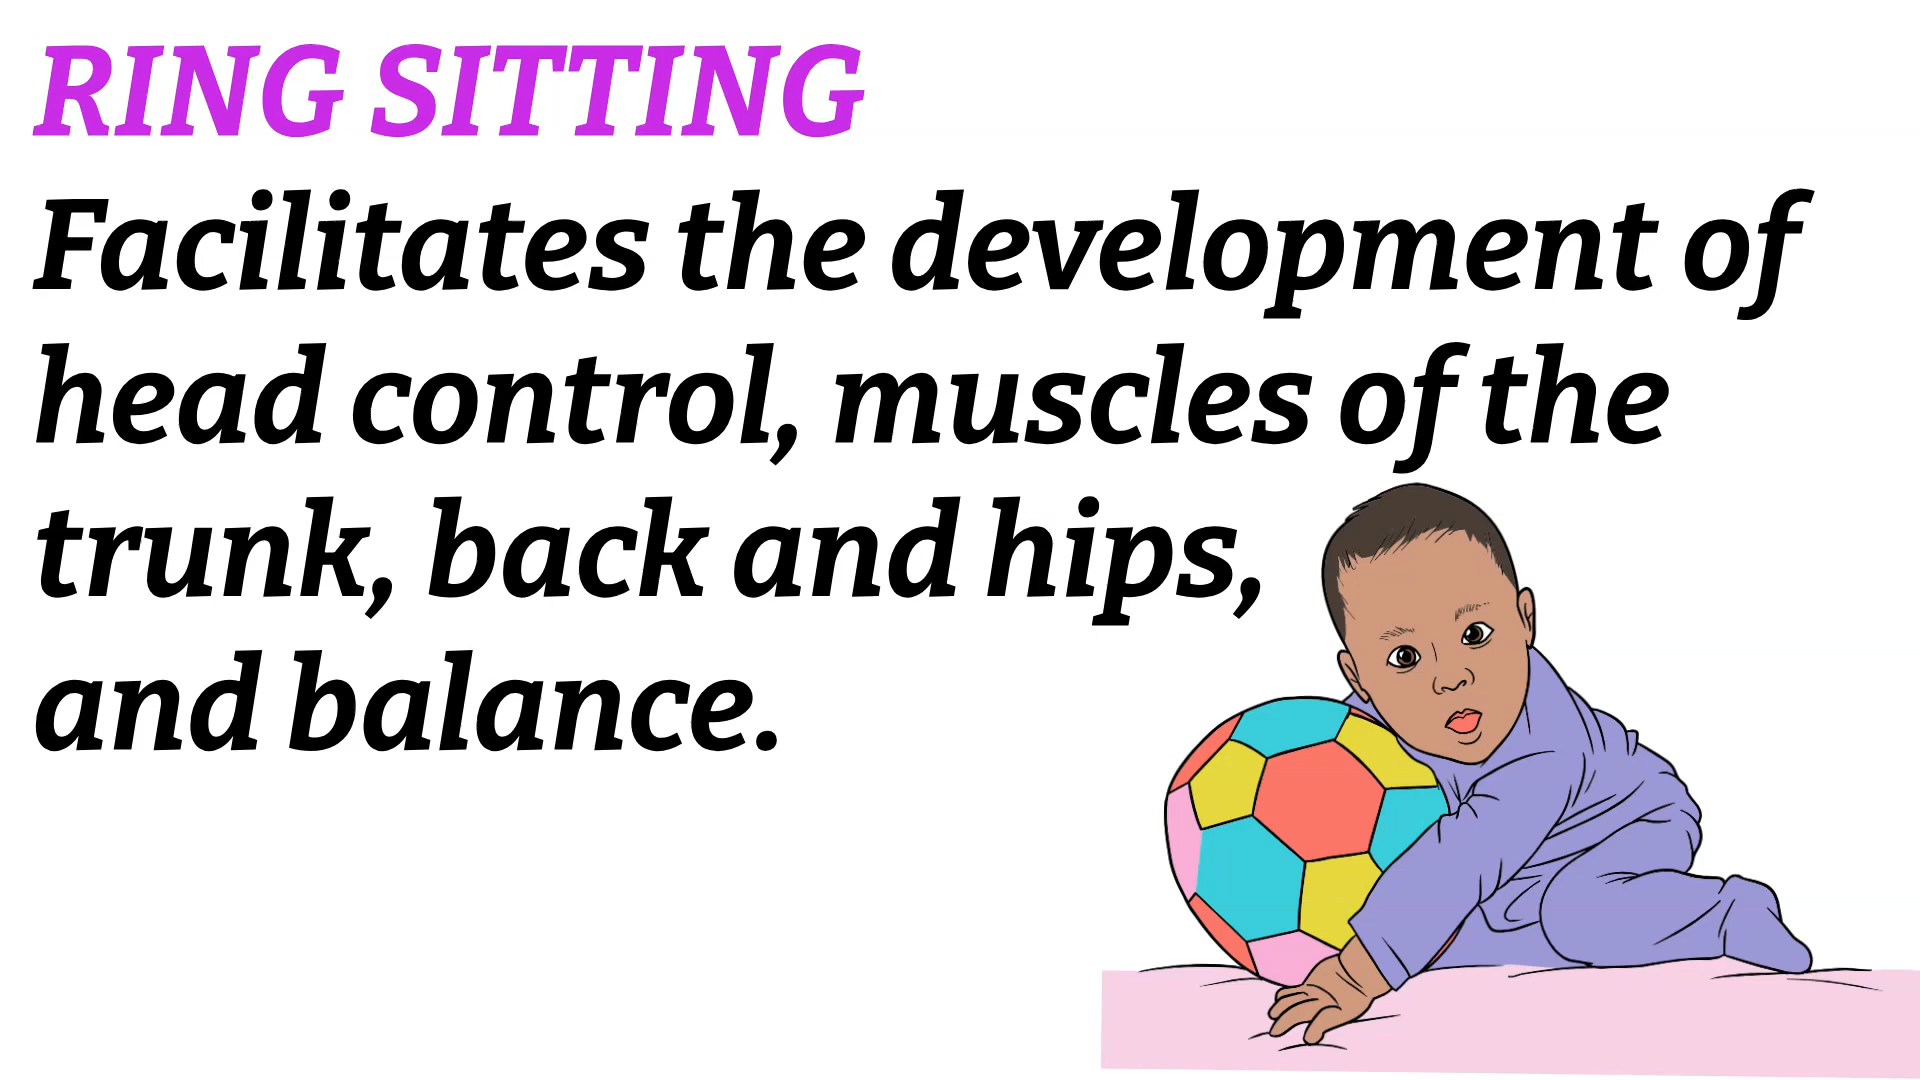 RING SITTING
Facilitates the development of
head control, muscles of the
trunk, back and hips,
and balance.